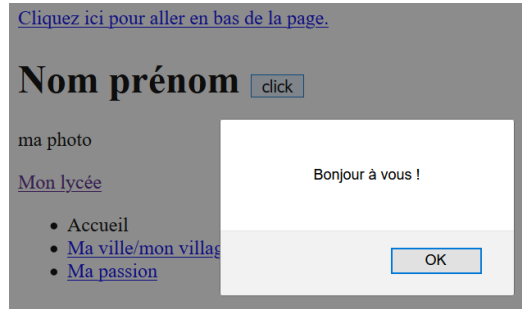 Cliquez ici pour aller en bas de la page.
Nom prénom click
ma photo
Mon lycée
Accueil
Ma ville/mon villag
Ma passion
Bonjour à vous !
OK